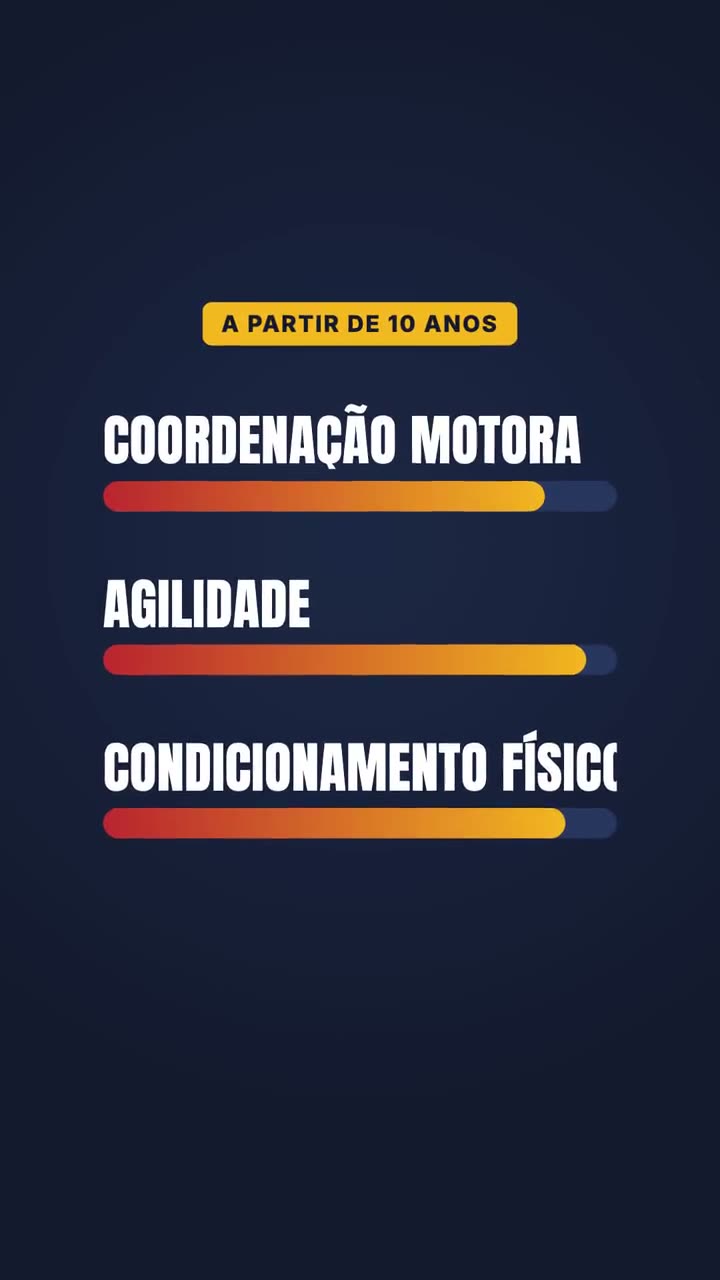 A PARTIR DE 10 ANOS
COORDENAÇÃO MOTORA
AGILIDADE
CONDICIONAMENTO FÍSICO